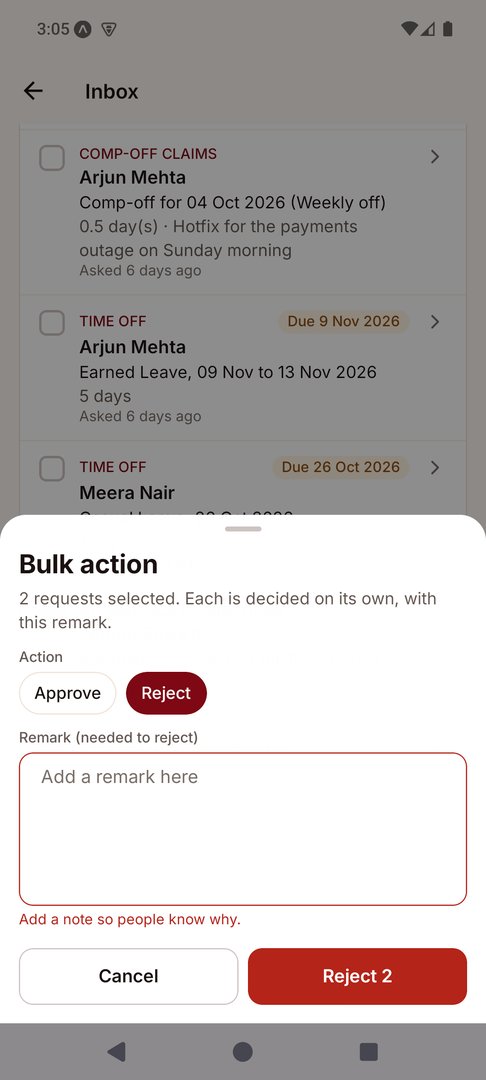 3:05
Inbox
COMP-OFF CLAIMS
Arjun Mehta
Comp-off for 04 Oct 2026 (Weekly off)
0.5 day(s) · Hotfix for the payments
outage on Sunday morning
Asked 6 days ago
TIME OFF
Due 9 Nov 2026
Arjun Mehta
Earned Leave, 09 Nov to 13 Nov 2026
5 days
Asked 6 days ago
TIME OFF
Due 26 Oct 2026
Meera Nair
Bulk action
2 requests selected. Each is decided on its own, with
this remark.
Action
Approve
Reject
Remark (needed to reject)
Add a remark here
Add a note so people know why.
Cancel
Reject 2